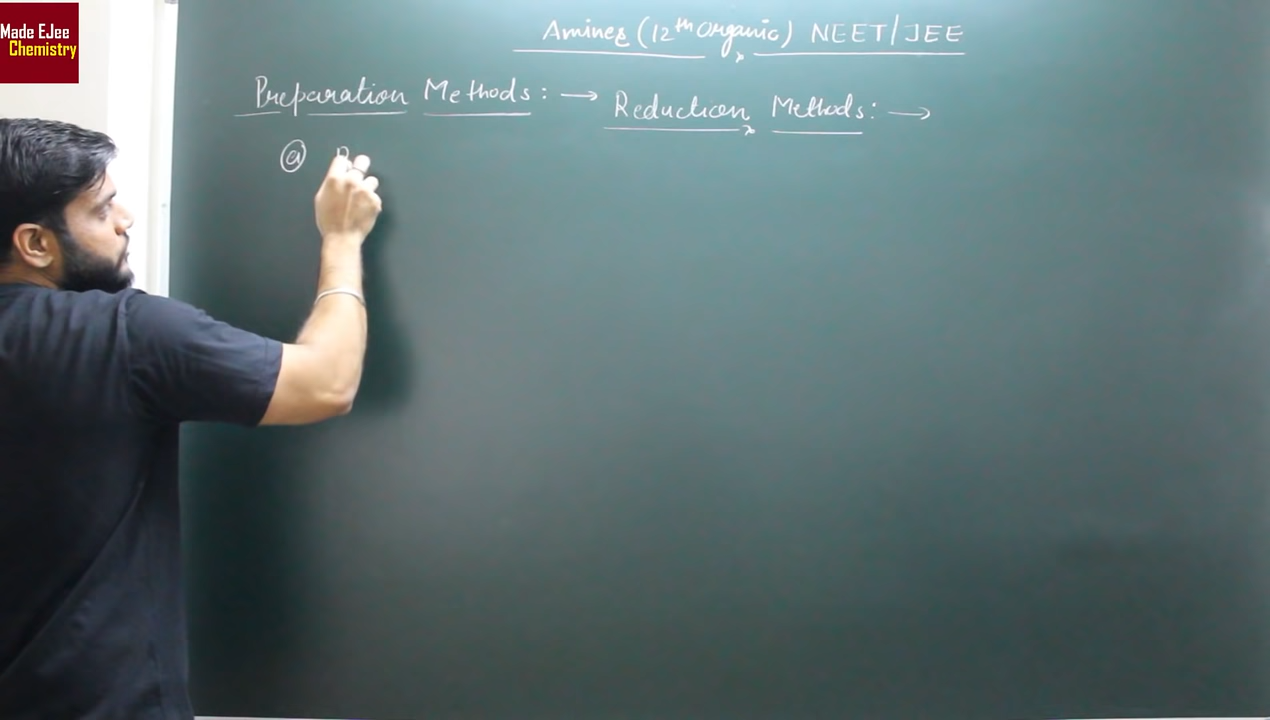 Made EJee
Chemistry
Amines (12th Organic) NEET/JEE
Preparation Methods: → Reduction Methods: →
(a) R